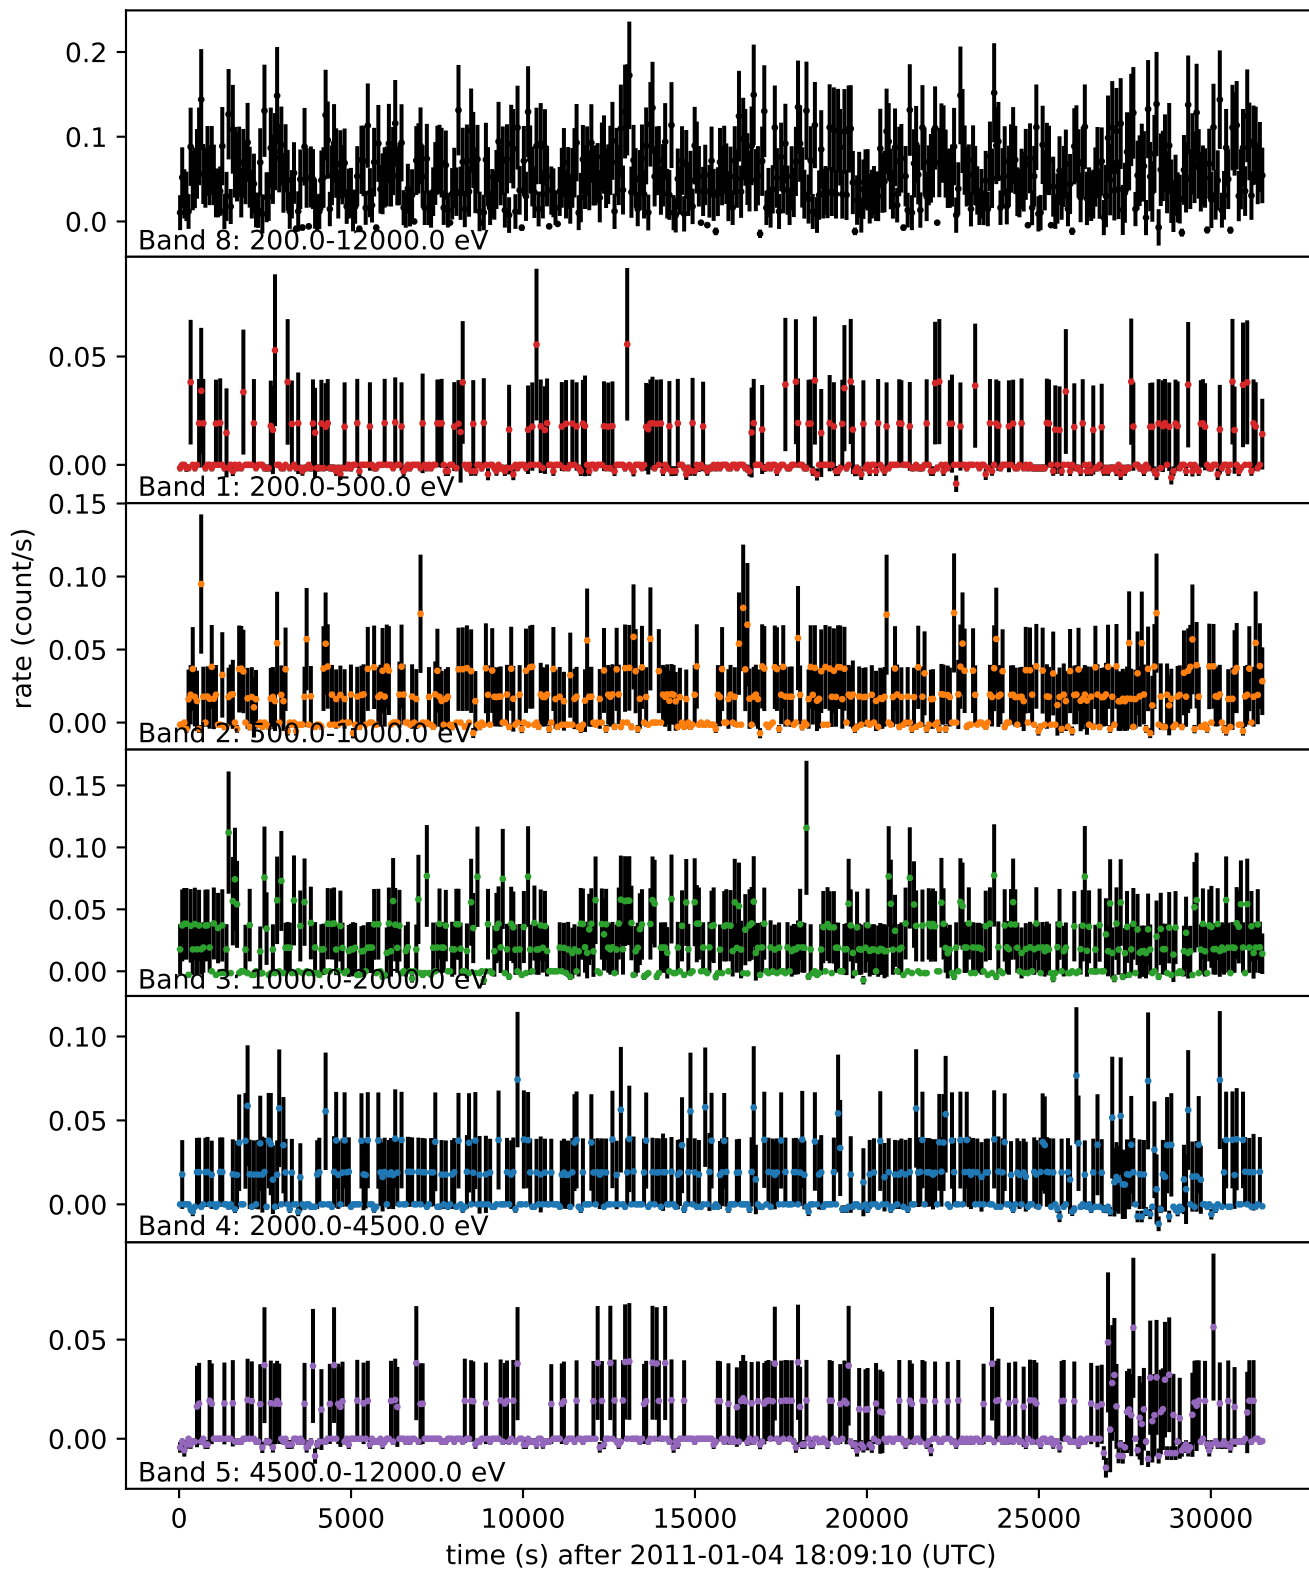 0.2
0.1
0.0
Band 8: 200.0-12000.0 eV
0.05
0.00
Band 1: 200.0-500.0 eV
0.15
0.10
0.05
0.00
Band 2: 500.0-1000.0 eV
rate (count/s)
0.15
0.10
0.05
0.00
Band 3: 1000.0-2000.0 eV
0.10
0.05
0.00
Band 4: 2000.0-4500.0 eV
0.05
0.00
Band 5: 4500.0-12000.0 eV
0 5000 10000 15000 20000 25000 30000
time (s) after 2011-01-04 18:09:10 (UTC)